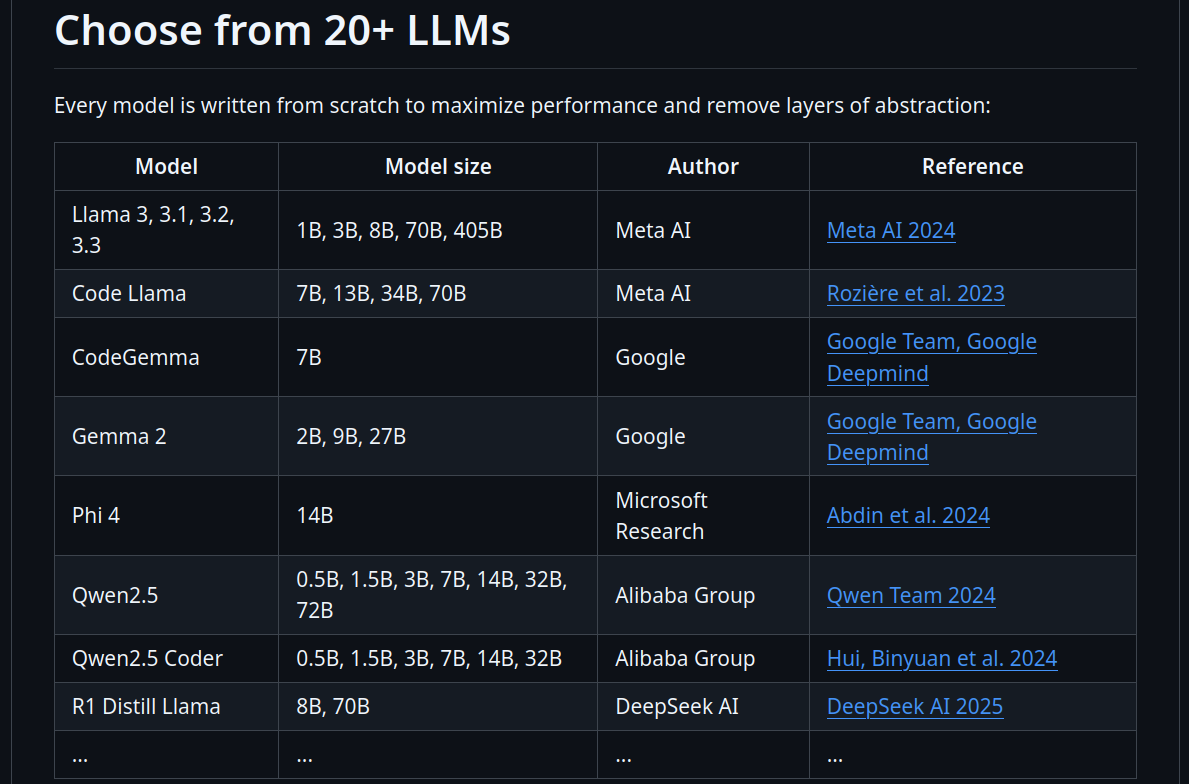 Choose from 20+ LLMs
Every model is written from scratch to maximize performance and remove layers of abstraction:
Model Model size Author Reference
Llama 3, 3.1, 3.2,
3.3
1B, 3B, 8B, 70B, 405B
Meta AI
Meta AI 2024
Code Llama
7B, 13B, 34B, 70B
Meta AI
Rozière et al. 2023
CodeGemma
7B
Google
Google Team, Google
Deepmind
Gemma 2
2B, 9B, 27B
Google
Google Team, Google
Deepmind
Phi 4
14B
Microsoft
Research
Abdin et al. 2024
Qwen2.5
0.5B, 1.5B, 3B, 7B, 14B, 32B,
72B
Alibaba Group
Qwen Team 2024
Qwen2.5 Coder
0.5B, 1.5B, 3B, 7B, 14B, 32B
Alibaba Group
Hui, Binyuan et al. 2024
R1 Distill Llama
8B, 70B
DeepSeek AI
DeepSeek AI 2025
... ... ... ...